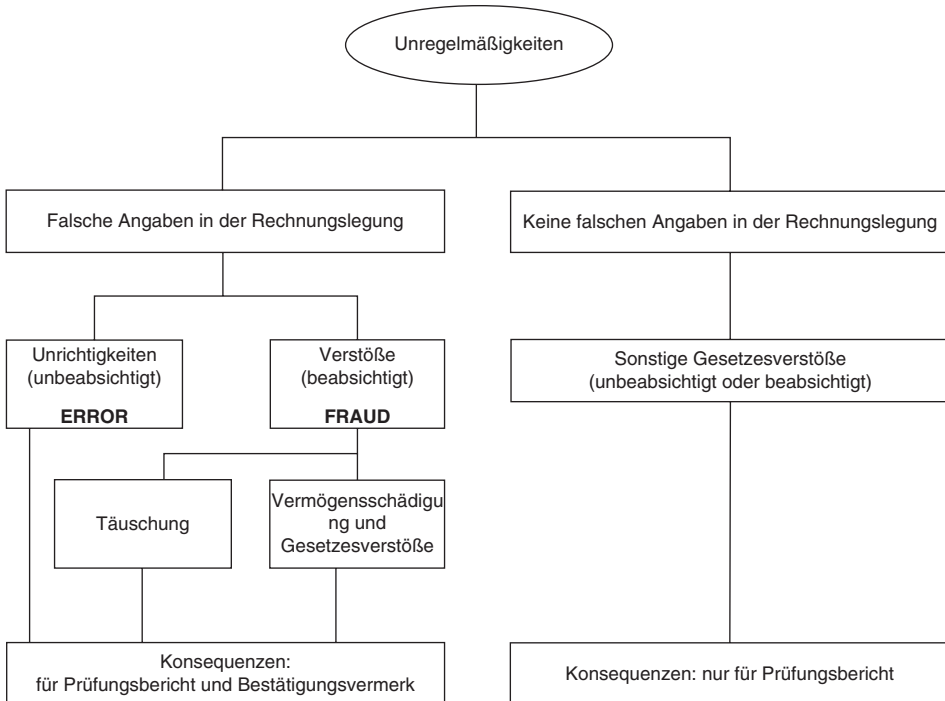 Unregelmäßigkeiten
Falsche Angaben in der Rechnungslegung
Keine falschen Angaben in der Rechnungslegung
Unrichtigkeiten
(unbeabsichtigt)
ERROR
Verstöße
(beabsichtigt)
FRAUD
Sonstige Gesetzesverstöße
(unbeabsichtigt oder beabsichtigt)
Täuschung
Vermögensschädigu
ng und
Gesetzesverstöße
Konsequenzen:
für Prüfungsbericht und Bestätigungsvermerk
Konsequenzen: nur für Prüfungsbericht